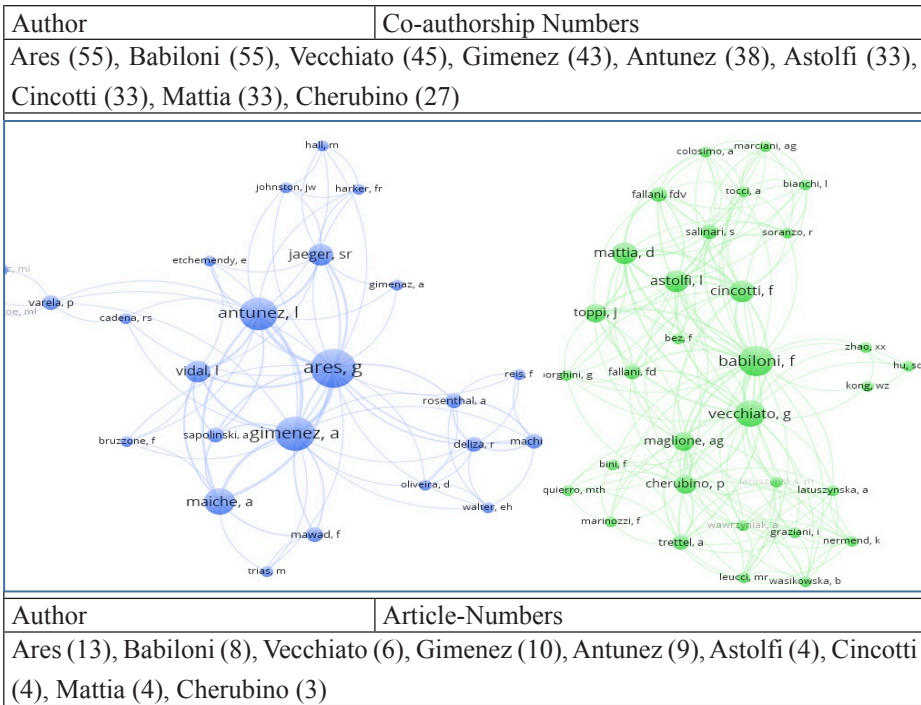 Author Co-authorship Numbers
Ares (55), Babiloni (55), Vecchiato (45), Gimenez (43), Antunez (38), Astolfi (33),
Cincotti (33), Mattia (33), Cherubino (27)
hall, m
johnston, jw
harker, fr
etchemendy, e
jaeger, sr
gimenaz, a
varela, p
cadena, rs
antunez, l
vidal, l
ares, g
reis, f
rosenthal, a
bruzzone, f
sapolinski, a
gimenez, a
deliza, r
machi
oliveira, d
maiche, a
walter, eh
mawad, f
trias, m
colosimo, a
marciani, ag
fallani, fdv
tocci, a
bianchi, l
salinari, s
soranzo, r
mattia, d
astolfi, l
cincotti, f
toppi, j
bez, f
babiloni, f
zhao, xx
hu, sc
orghini, g
fallani, fd
kong, wz
vecchiato, g
maglione, ag
bini, f
cherubino, p
latuszynska, m
quierro, mth
latuszynska, a
marinozzi, f
wawrzyniak, a
graziani, i
trettel, a
nermend, k
leucci, mr
wasikowska, b
Author Article-Numbers
Ares (13), Babiloni (8), Vecchiato (6), Gimenez (10), Antunez (9), Astolfi (4), Cincotti
(4), Mattia (4), Cherubino (3)